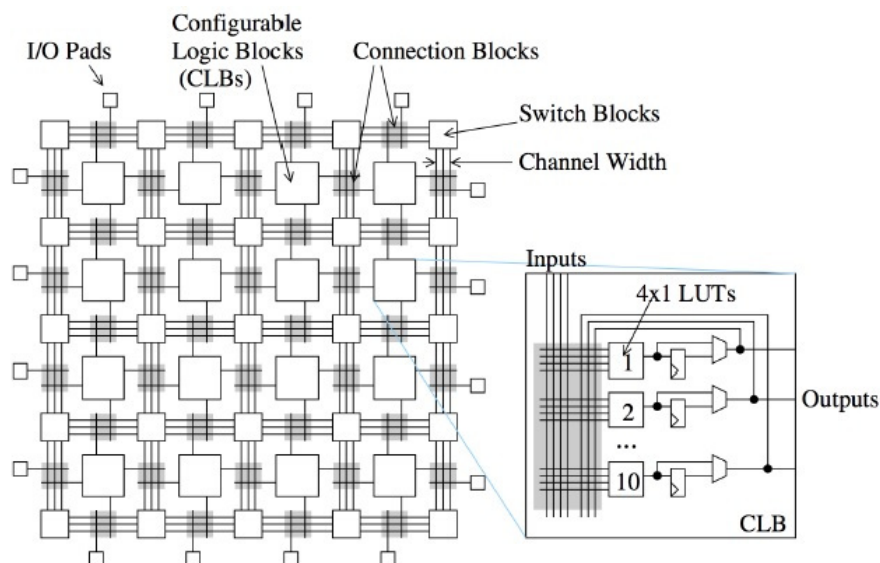 Configurable
I/O Pads
Logic Blocks
(CLBs)
Connection Blocks
Switch Blocks
Channel Width
Inputs
4x1 LUTs
1
2
...
10
Outputs
CLB